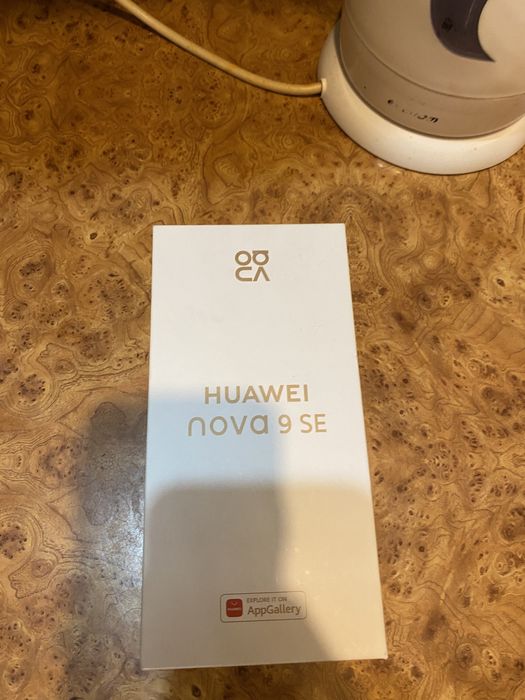 HUAWEI
nova 9 SE
EXPLORE IT ON
AppGallery